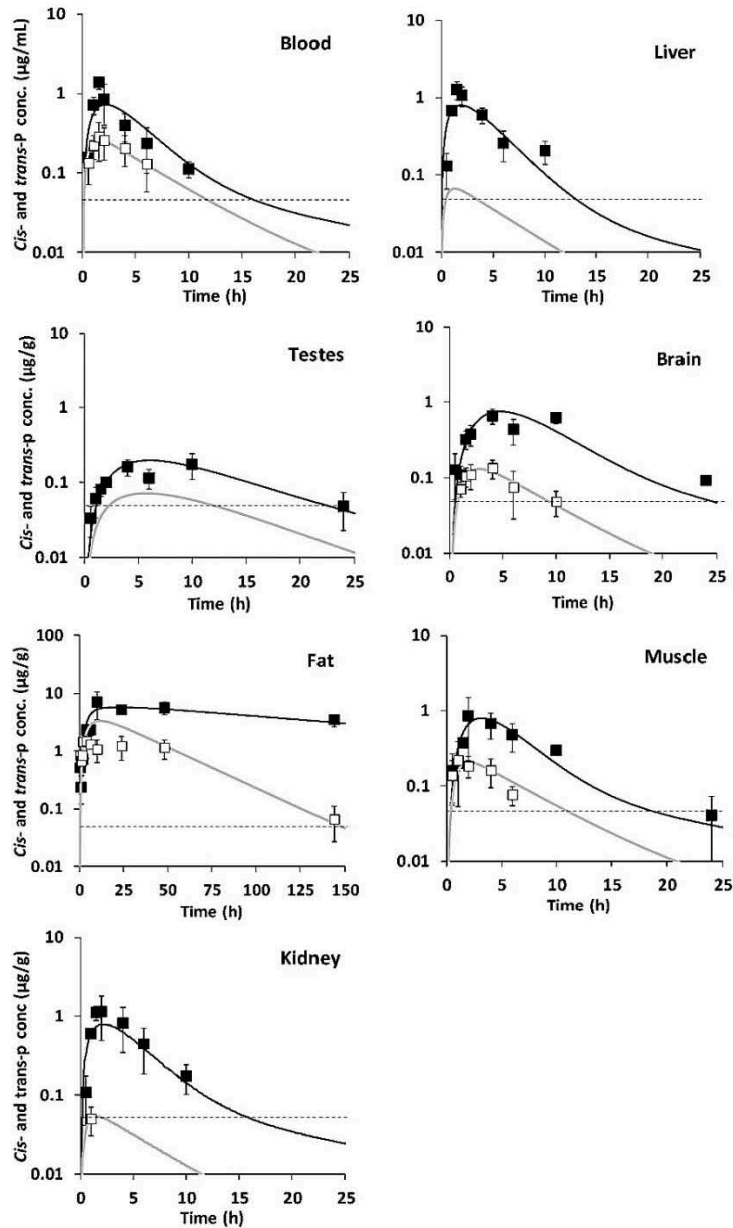 Blood
Cis- and trans-P conc. (µg/mL)
10
1
0.1
0.01
0 5 10 15 20 25
Time (h)
Liver
10
1
0.1
0.01
0 5 10 15 20 25
Time (h)
Testes
Cis- and trans-p conc. (µg/g)
10
1
0.1
0.01
0 5 10 15 20 25
Time (h)
Brain
10
1
0.1
0.01
0 5 10 15 20 25
Time (h)
Fat
Cis- and trans-p conc. (µg/g)
100
10
1
0.1
0.01
0 25 50 75 100 125 150
Time (h)
Muscle
10
1
0.1
0.01
0 5 10 15 20 25
Time (h)
Kidney
Cis- and trans-p conc (µg/g)
10
1
0.1
0.01
0 5 10 15 20 25
Time (h)